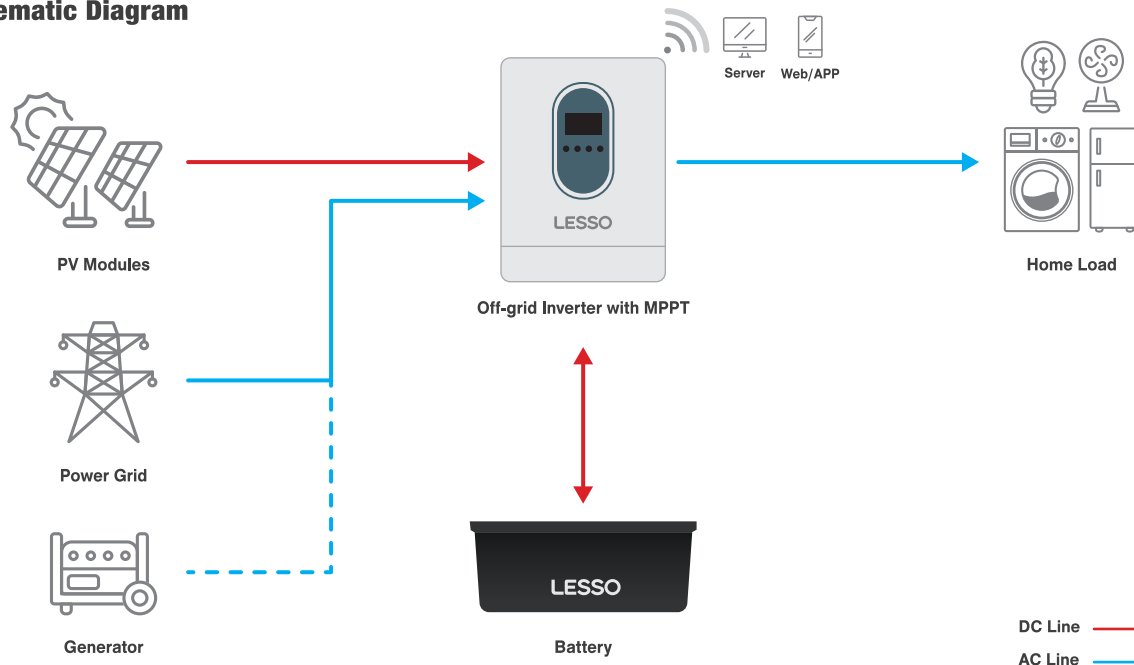 ematic Diagram
Server
Web/APP
LESSO
PV Modules
Off-grid Inverter with MPPT
Home Load
Power Grid
LESSO
Generator
Battery
DC Line
AC Line